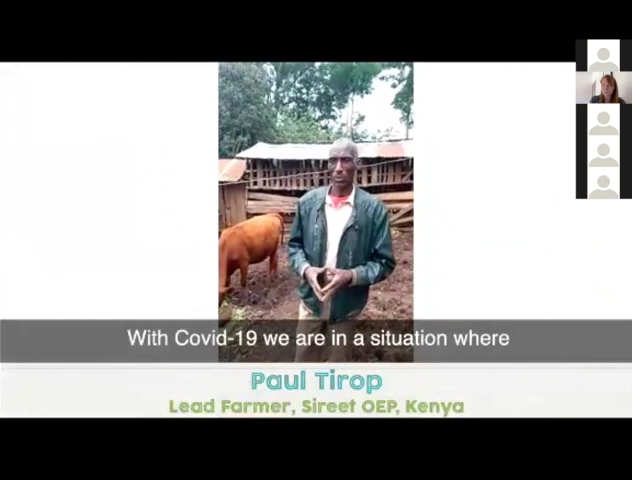 With Covid-19 we are in a situation where
Paul Tirop
Lead Farmer, Sireet OEP, Kenya